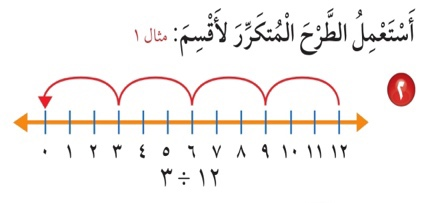 أَسْتَعْمِلُ الطَّرْحَ الْمُتكَرِّرَ لأَقْسِمَ: مثال ١
٢
٠ ١ ٢ ٣ ٤ ٥ ٦ ٧ ٨ ٩ ١٠ ١١ ١٢
١٢ ÷ ٣